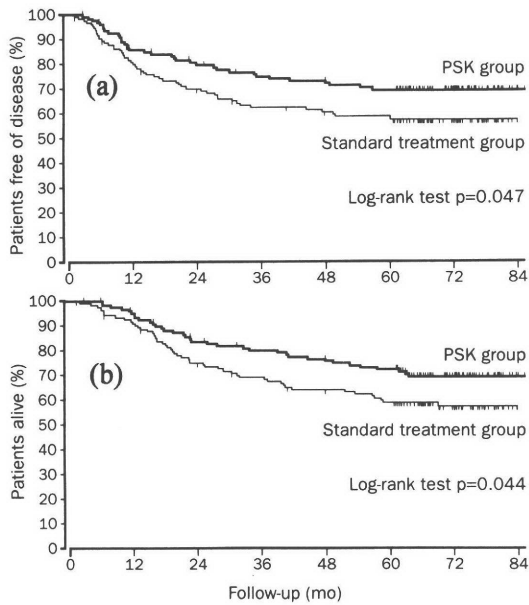 100
90
80
70
60
50
40
30
20
10
0
Patients free of disease (%)
(a)
PSK group
Standard treatment group
Log-rank test p=0.047
0 12 24 36 48 60 72 84
100
90
80
70
60
50
40
30
20
10
0
Patients alive (%)
(b)
PSK group
Standard treatment group
Log-rank test p=0.044
0 12 24 36 48 60 72 84
Follow-up (mo)